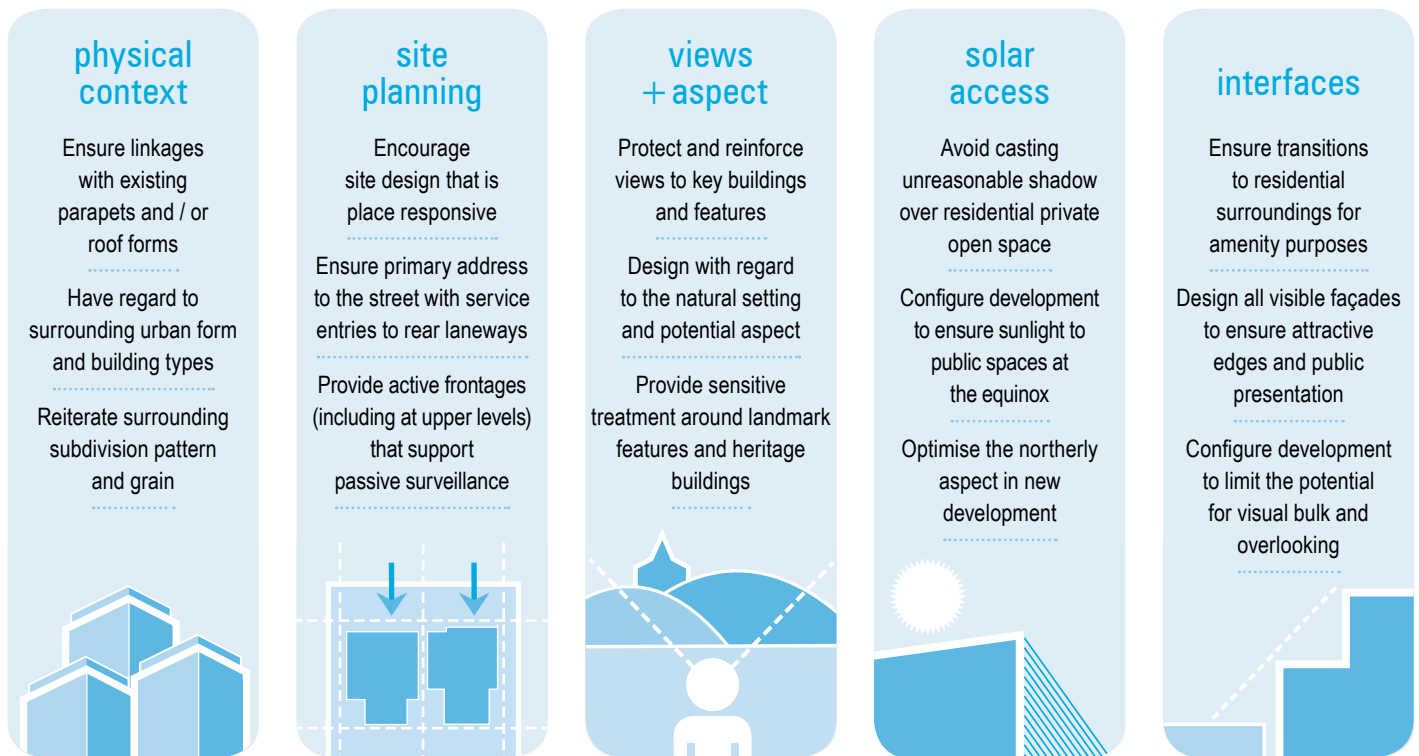 physical
context
Ensure linkages
with existing
parapets and / or
roof forms
Have regard to
surrounding urban form
and building types
Reiterate surrounding
subdivision pattern
and grain
site
planning
Encourage
site design that is
place responsive
Ensure primary address
to the street with service
entries to rear laneways
Provide active frontages
(including at upper levels)
that support
passive surveillance
views
+ aspect
Protect and reinforce
views to key buildings
and features
Design with regard
to the natural setting
and potential aspect
Provide sensitive
treatment around landmark
features and heritage
buildings
solar
access
Avoid casting
unreasonable shadow
over residential private
open space
Configure development
to ensure sunlight to
public spaces at
the equinox
Optimise the northerly
aspect in new
development
interfaces
Ensure transitions
to residential
surroundings for
amenity purposes
Design all visible façades
to ensure attractive
edges and public
presentation
Configure development
to limit the potential
for visual bulk and
overlooking